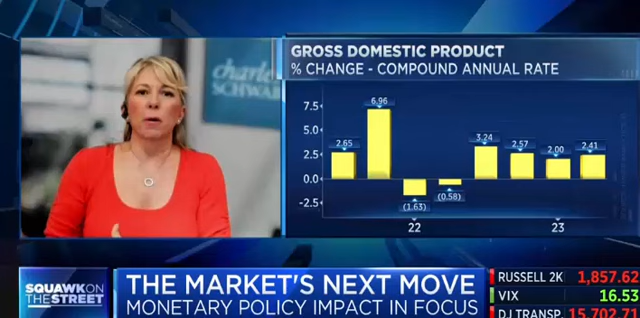 charles
SCHWAB
GROSS DOMESTIC PRODUCT
% CHANGE - COMPOUND ANNUAL RATE
7.5
5.0
2.5
0.0
-2.5
2.65
6.96
(1.63)
(0.58)
3.24
2.57
2.00
2.41
22
23
SQUAWK ON
THE STREET
THE MARKET'S NEXT MOVE
MONETARY POLICY IMPACT IN FOCUS
RUSSELL 2K 1,857.62
VIX 16.53
DJ TRANSP. 15,702.71